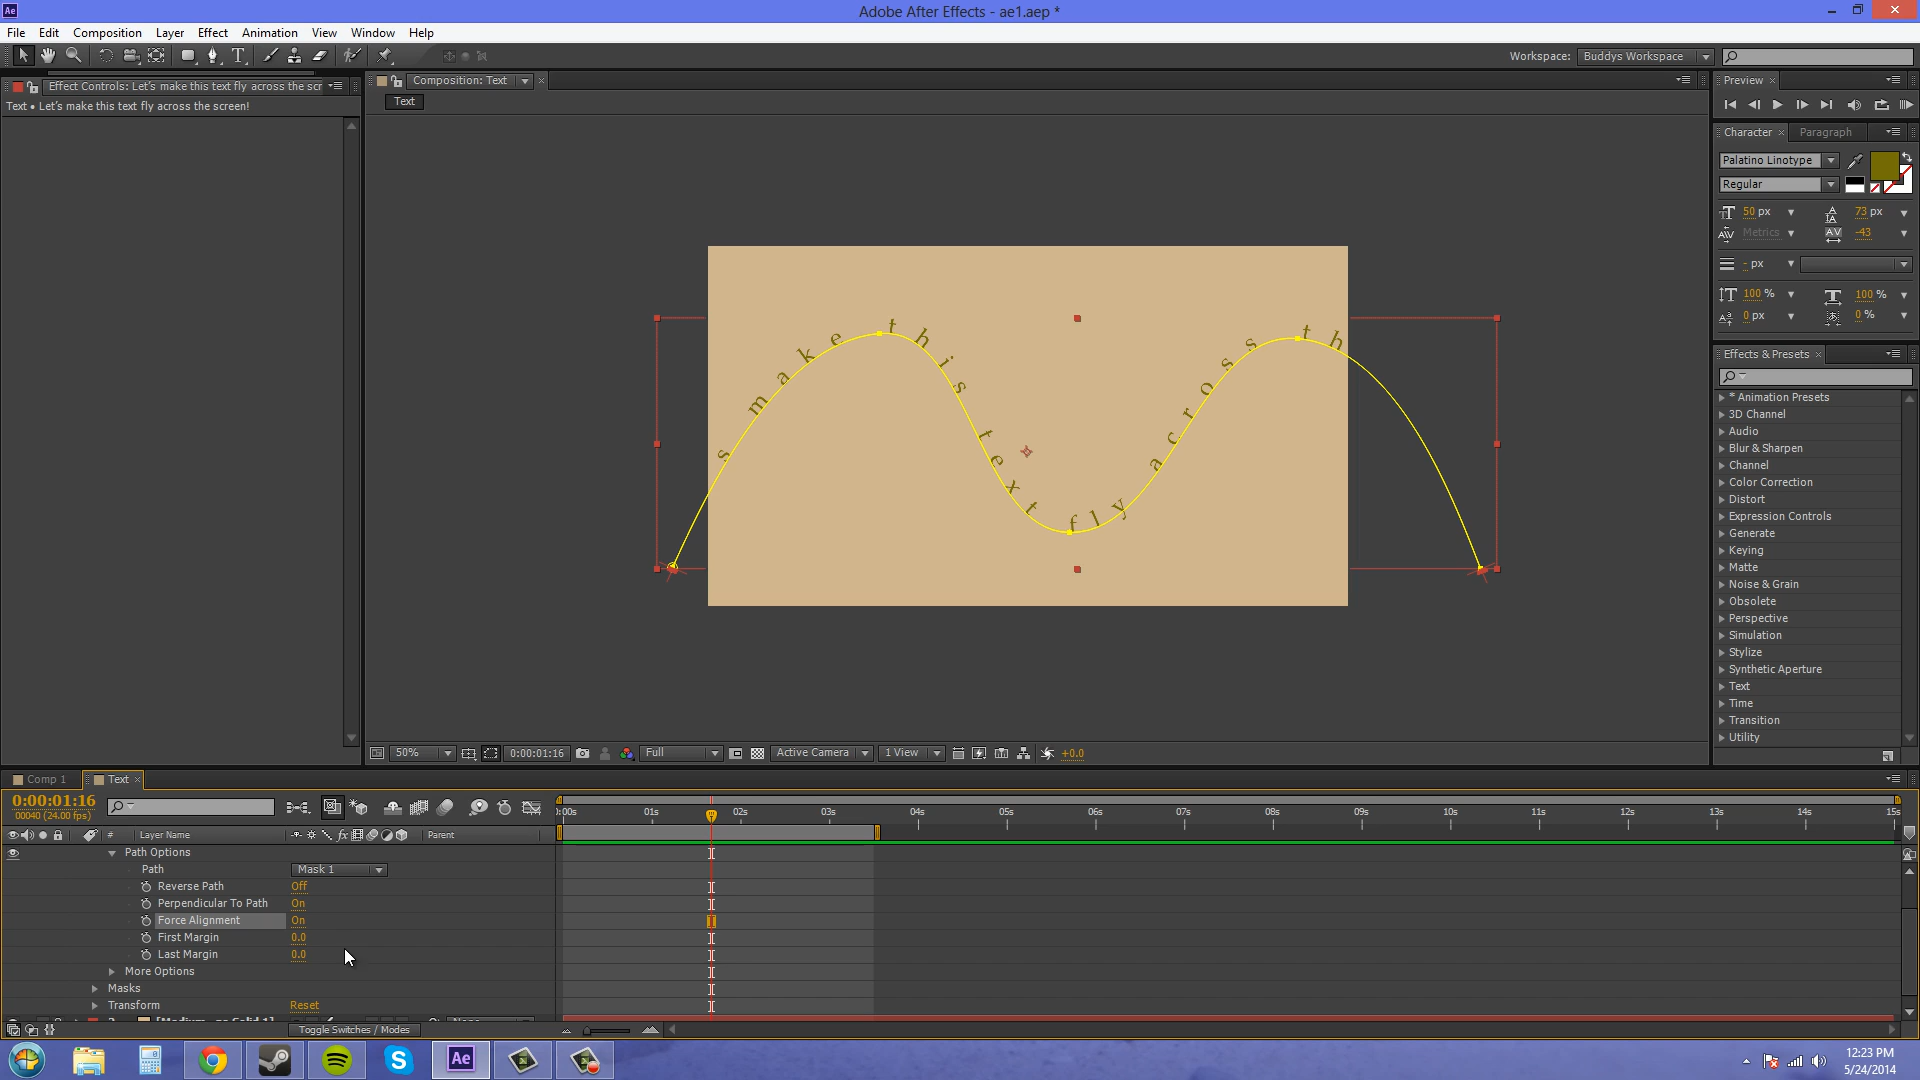 Ae
Adobe After Effects - ae1.aep *
File Edit Composition Layer Effect Animation View Window Help
Workspace: Buddys Workspace
Effect Controls: Let's make this text fly across the scr
Text • Let's make this text fly across the screen!
Composition: Text
Text
s make this text fly across th
50% 0:00:01:16 Full Active Camera 1 View +0.0
Preview
Character Paragraph
Palatino Linotype
Regular
50 px 73 px
Metrics -43
- px
100 % 100 %
0 px 0 %
Effects & Presets
* Animation Presets
3D Channel
Audio
Blur & Sharpen
Channel
Color Correction
Distort
Expression Controls
Generate
Keying
Matte
Noise & Grain
Obsolete
Perspective
Simulation
Stylize
Synthetic Aperture
Text
Time
Transition
Utility
Comp 1 Text
0:00:01:16
00040 (24.00 fps)
):00s 01s 02s 03s 04s 05s 06s 07s 08s 09s 10s 11s 12s 13s 14s 15s
# Layer Name Parent
Path Options
Path Mask 1
Reverse Path Off
Perpendicular To Path On
Force Alignment On
First Margin 0.0
Last Margin 0.0
More Options
Masks
Transform Reset
Toggle Switches / Modes
Ae
12:23 PM
5/24/2014